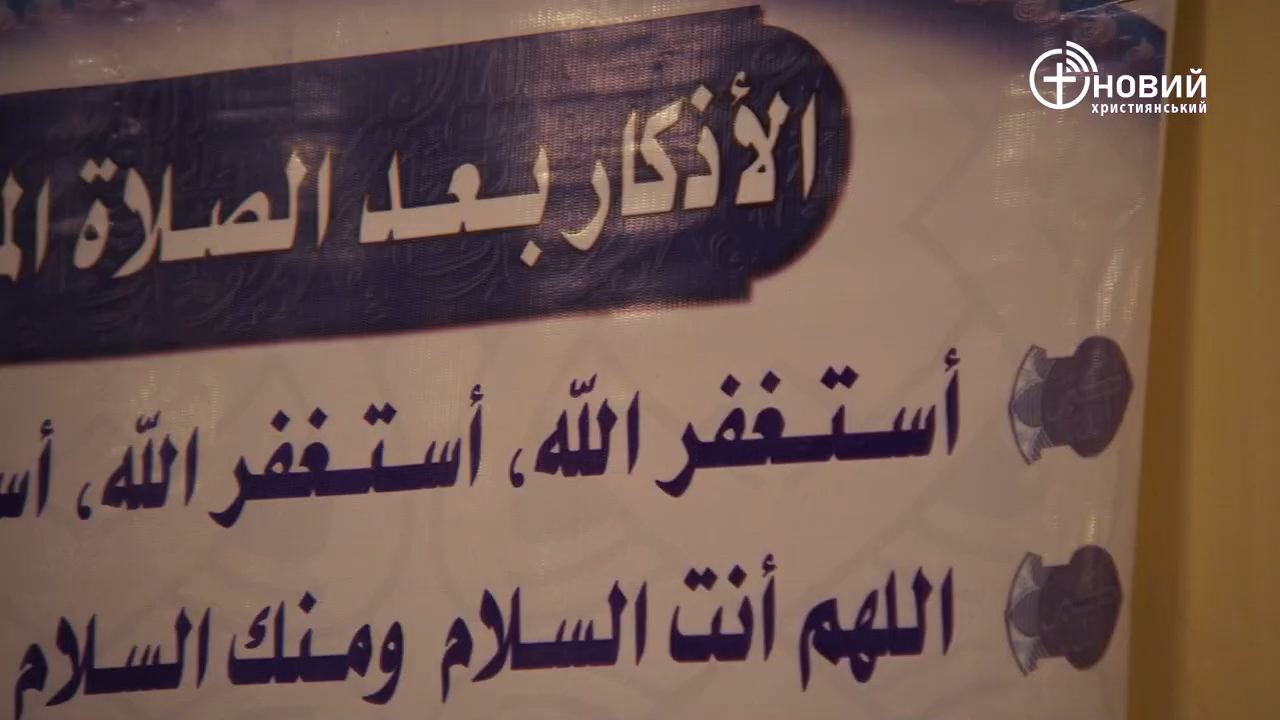 НОВИЙ
християнський
الأذكار بعد الصلاة
أستغفر الله، أستغفر الله،
اللهم أنت السلام ومنك السلام